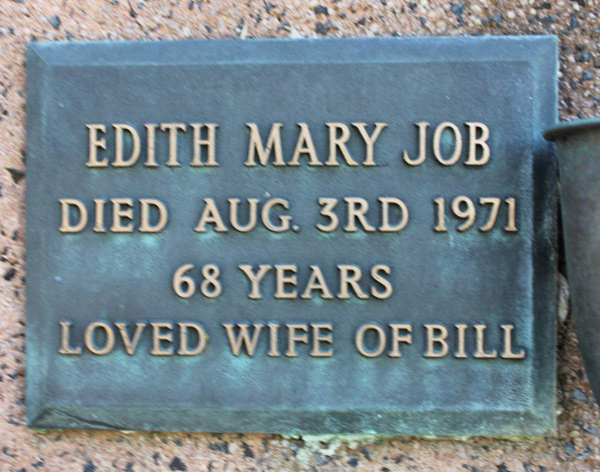 EDITH MARY JOB
DIED AUG. 3RD 1971
68 YEARS
LOVED WIFE OF BILL